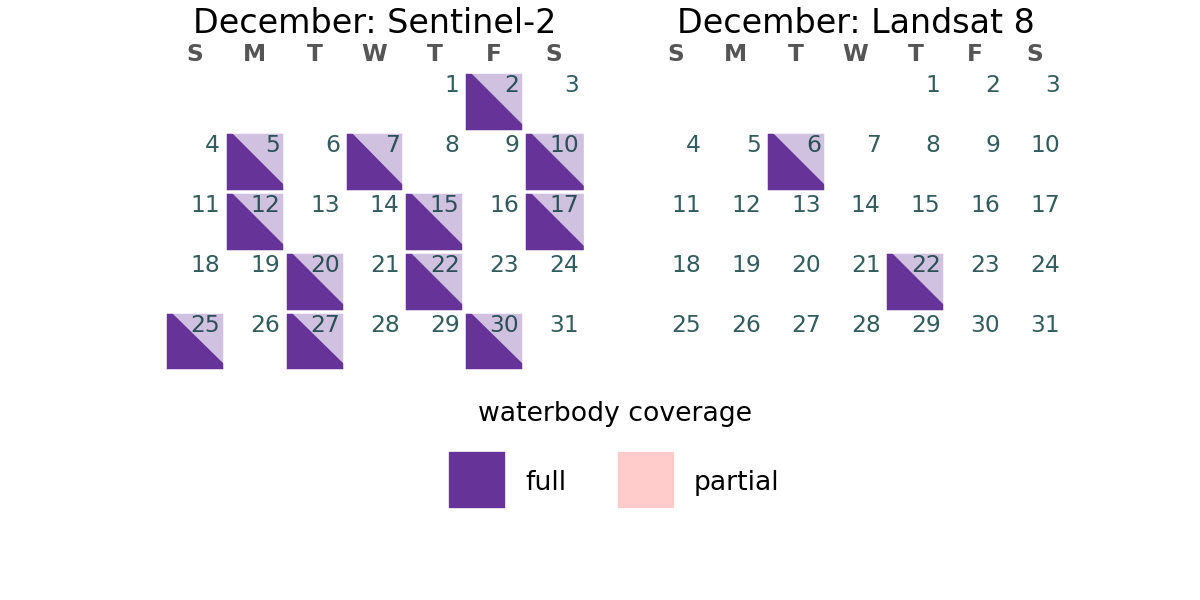 December: Sentinel-2
S M T W T F S
1 2 3
4 5 6 7 8 9 10
11 12 13 14 15 16 17
18 19 20 21 22 23 24
25 26 27 28 29 30 31
December: Landsat 8
S M T W T F S
1 2 3
4 5 6 7 8 9 10
11 12 13 14 15 16 17
18 19 20 21 22 23 24
25 26 27 28 29 30 31
waterbody coverage
full partial